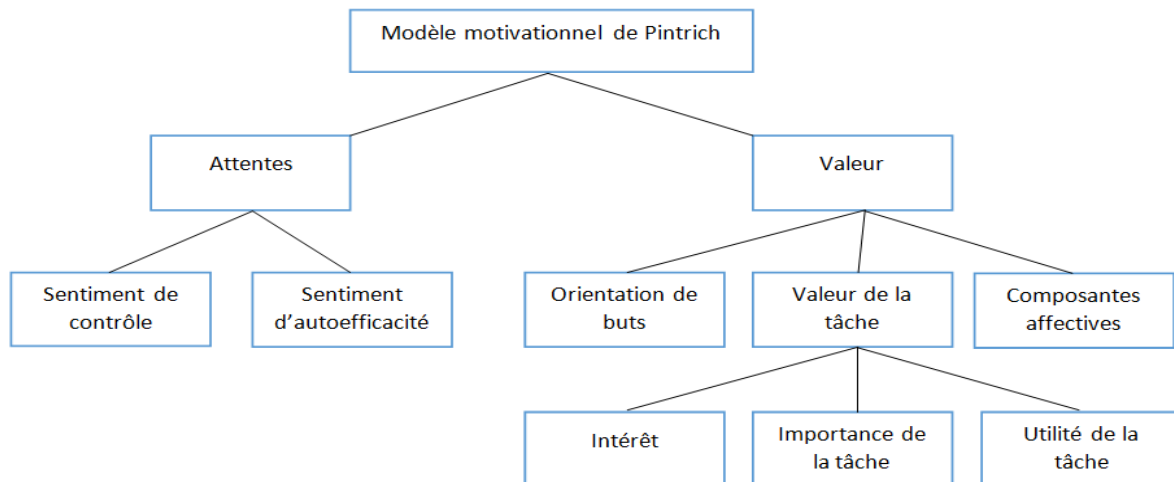 Modèle motivationnel de Pintrich
Attentes
Valeur
Sentiment de
contrôle
Sentiment
d’autoefficacité
Orientation de
buts
Valeur de la
tâche
Composantes
affectives
Intérêt
Importance de
la tâche
Utilité de la
tâche